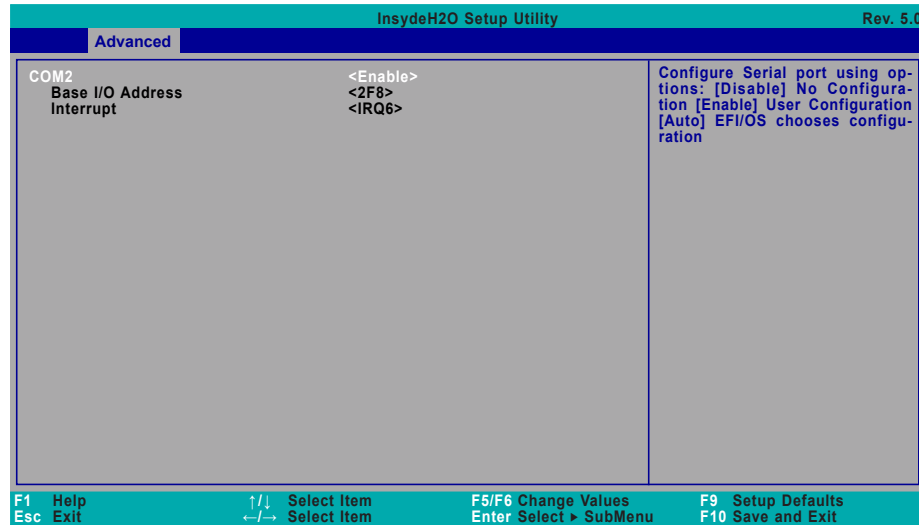 InsydeH2O Setup Utility Rev. 5.0
Advanced
COM2 <Enable>
Base I/O Address <2F8>
Interrupt <IRQ6>
Configure Serial port using op-
tions: [Disable] No Configura-
tion [Enable] User Configuration
[Auto] EFI/OS chooses configu-
ration
F1 Help ↑/↓ Select Item F5/F6 Change Values F9 Setup Defaults
Esc Exit ←/→ Select Item Enter Select ▸ SubMenu F10 Save and Exit